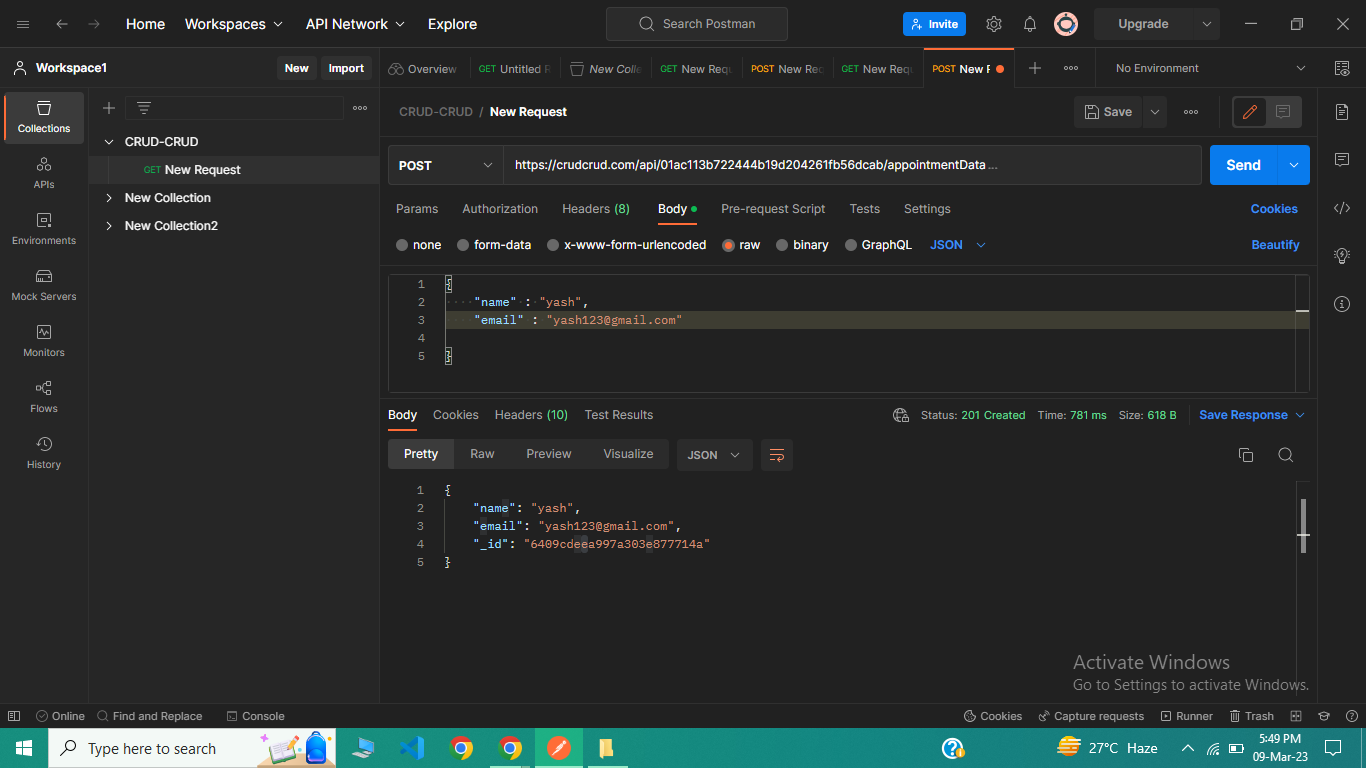 Home Workspaces API Network Explore Search Postman Invite Upgrade
Workspace1 New Import Overview GET Untitled R New Colle GET New Requ POST New Req GET New Requ POST New R No Environment
Collections
APIs
Environments
Mock Servers
Monitors
Flows
History
CRUD-CRUD
GET New Request
New Collection
New Collection2
CRUD-CRUD / New Request Save
POST https://crudcrud.com/api/01ac113b722444b19d204261fb56dcab/appointmentData... Send
Params Authorization Headers (8) Body Pre-request Script Tests Settings Cookies
none form-data x-www-form-urlencoded raw binary GraphQL JSON Beautify
1 {
2 "name" : "yash",
3 "email" : "yash123@gmail.com"
4
5 }
Body Cookies Headers (10) Test Results Status: 201 Created Time: 781 ms Size: 618 B Save Response
Pretty Raw Preview Visualize JSON
1 {
2 "name": "yash",
3 "email": "yash123@gmail.com",
4 "_id": "6409cdeea997a303e877714a"
5 }
Activate Windows
Go to Settings to activate Windows.
Online Find and Replace Console Cookies Capture requests Runner Trash
Type here to search 27°C Haze 5:49 PM
09-Mar-23